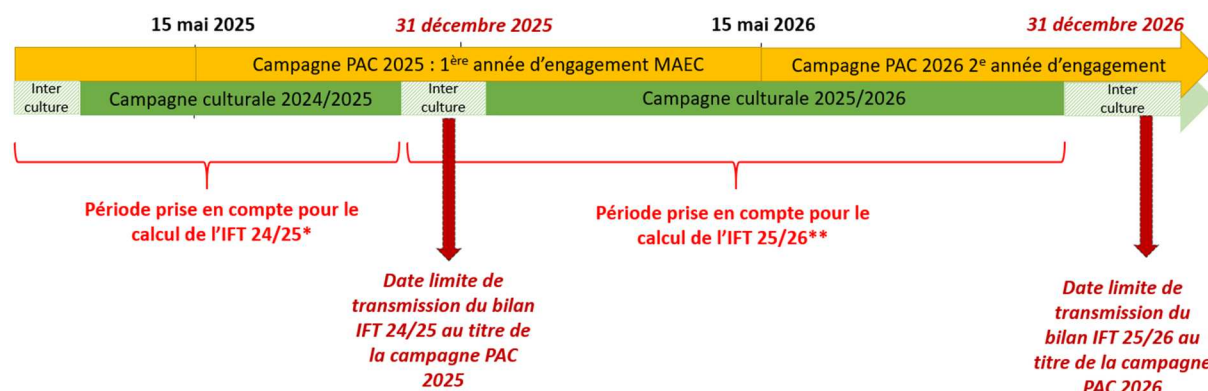 15 mai 2025
31 décembre 2025
15 mai 2026
31 décembre 2026
Campagne PAC 2025 : 1ère année d’engagement MAEC
Campagne PAC 2026 2e année d’engagement
Inter
culture
Campagne culturale 2024/2025
Inter
culture
Campagne culturale 2025/2026
Inter
culture
Période prise en compte pour le
calcul de l’IFT 24/25*
Période prise en compte pour le
calcul de l’IFT 25/26**
Date limite de
transmission du bilan
IFT 24/25 au titre de
la campagne PAC
2025
Date limite de
transmission du
bilan IFT 25/26 au
titre de la campagne
PAC 2026